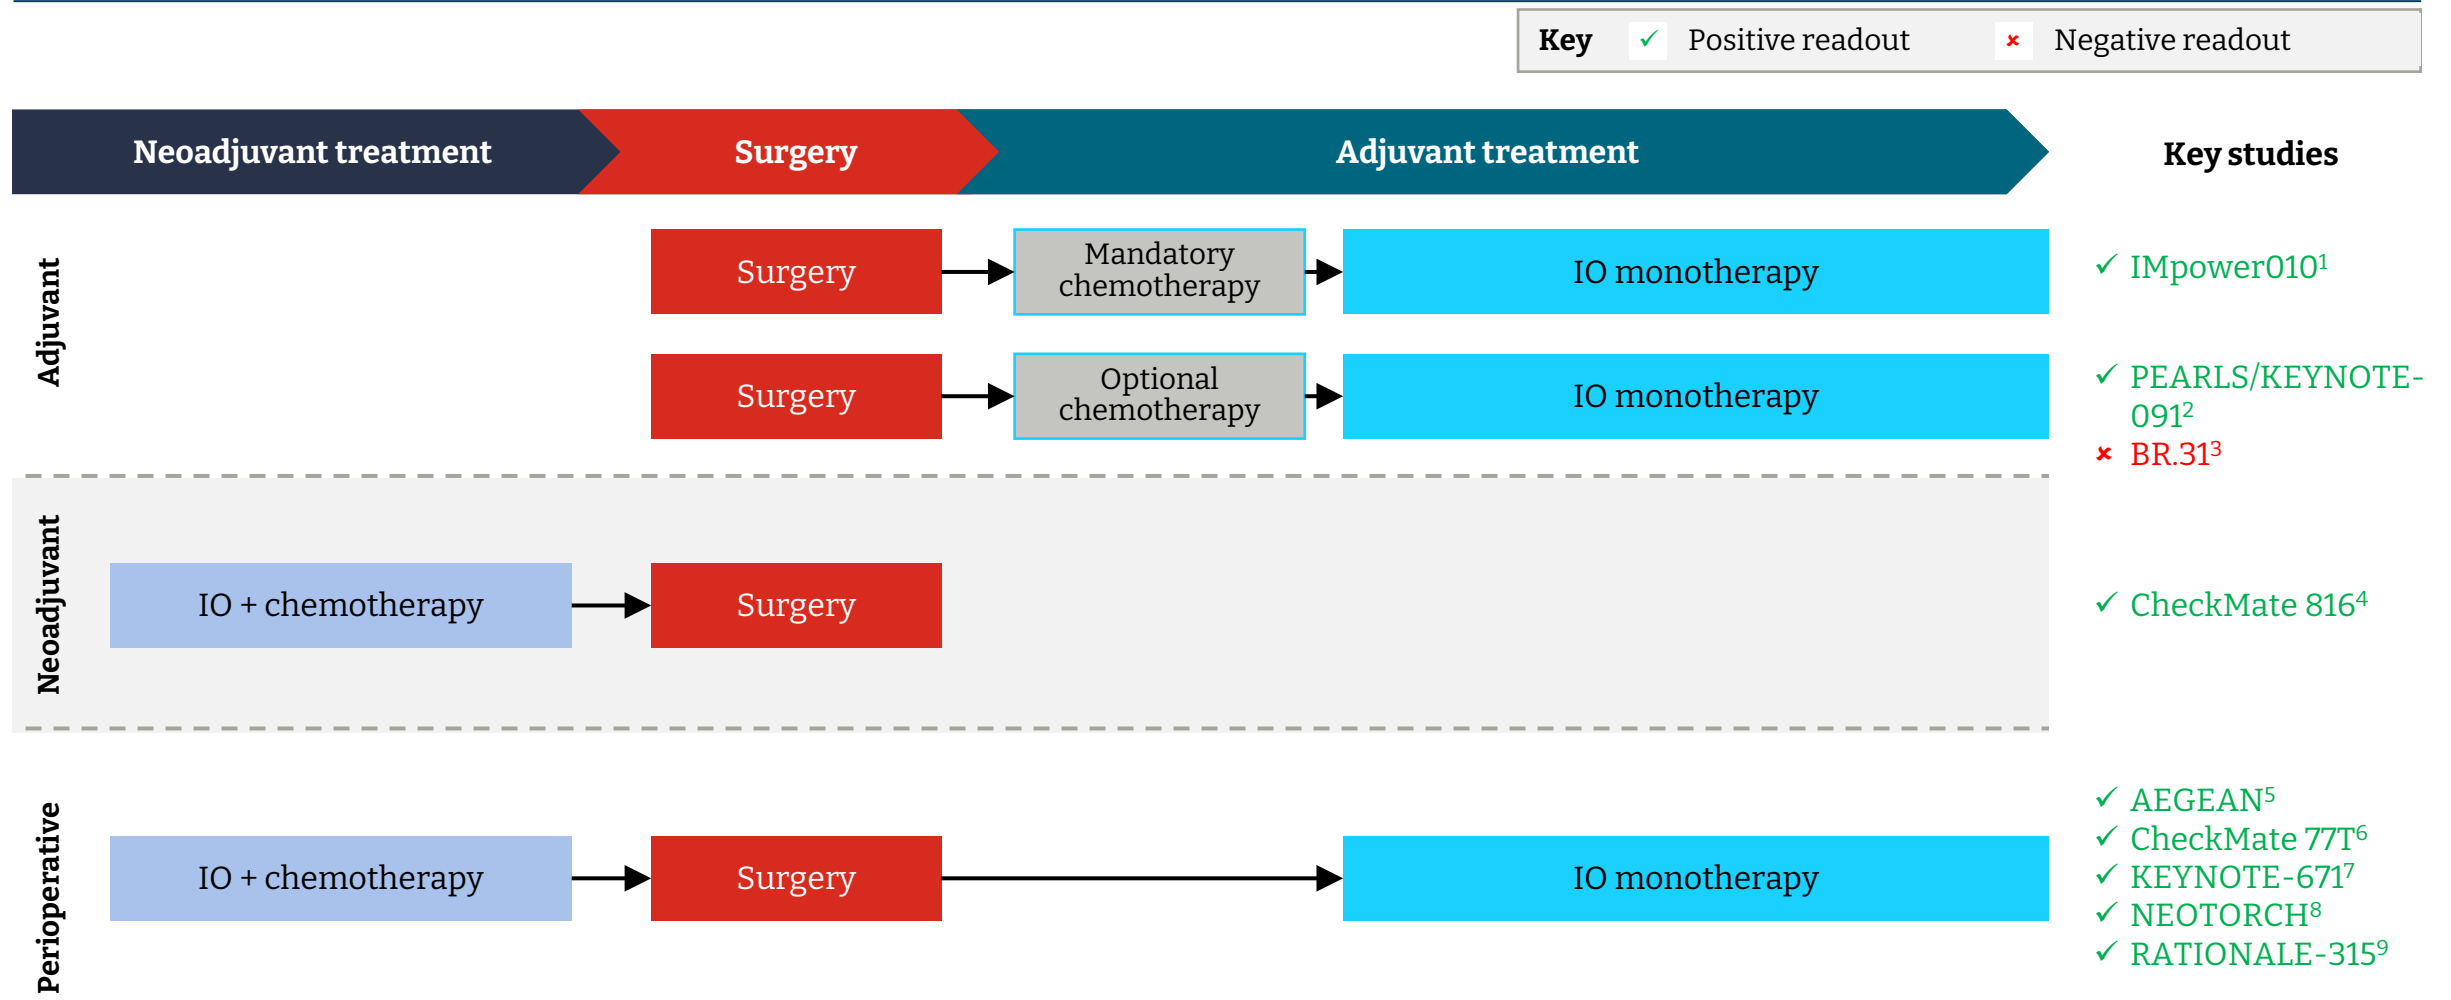 Key ✓ Positive readout ✗ Negative readout
Neoadjuvant treatment
Surgery
Adjuvant treatment
Key studies
Adjuvant
Surgery
Mandatory
chemotherapy
IO monotherapy
✓ IMpower010¹
Surgery
Optional
chemotherapy
IO monotherapy
✓ PEARLS/KEYNOTE-
091²
✗ BR.31³
Neoadjuvant
IO + chemotherapy
Surgery
✓ CheckMate 816⁴
Perioperative
IO + chemotherapy
Surgery
IO monotherapy
✓ AEGEAN⁵
✓ CheckMate 77T⁶
✓ KEYNOTE-671⁷
✓ NEOTORCH⁸
✓ RATIONALE-315⁹